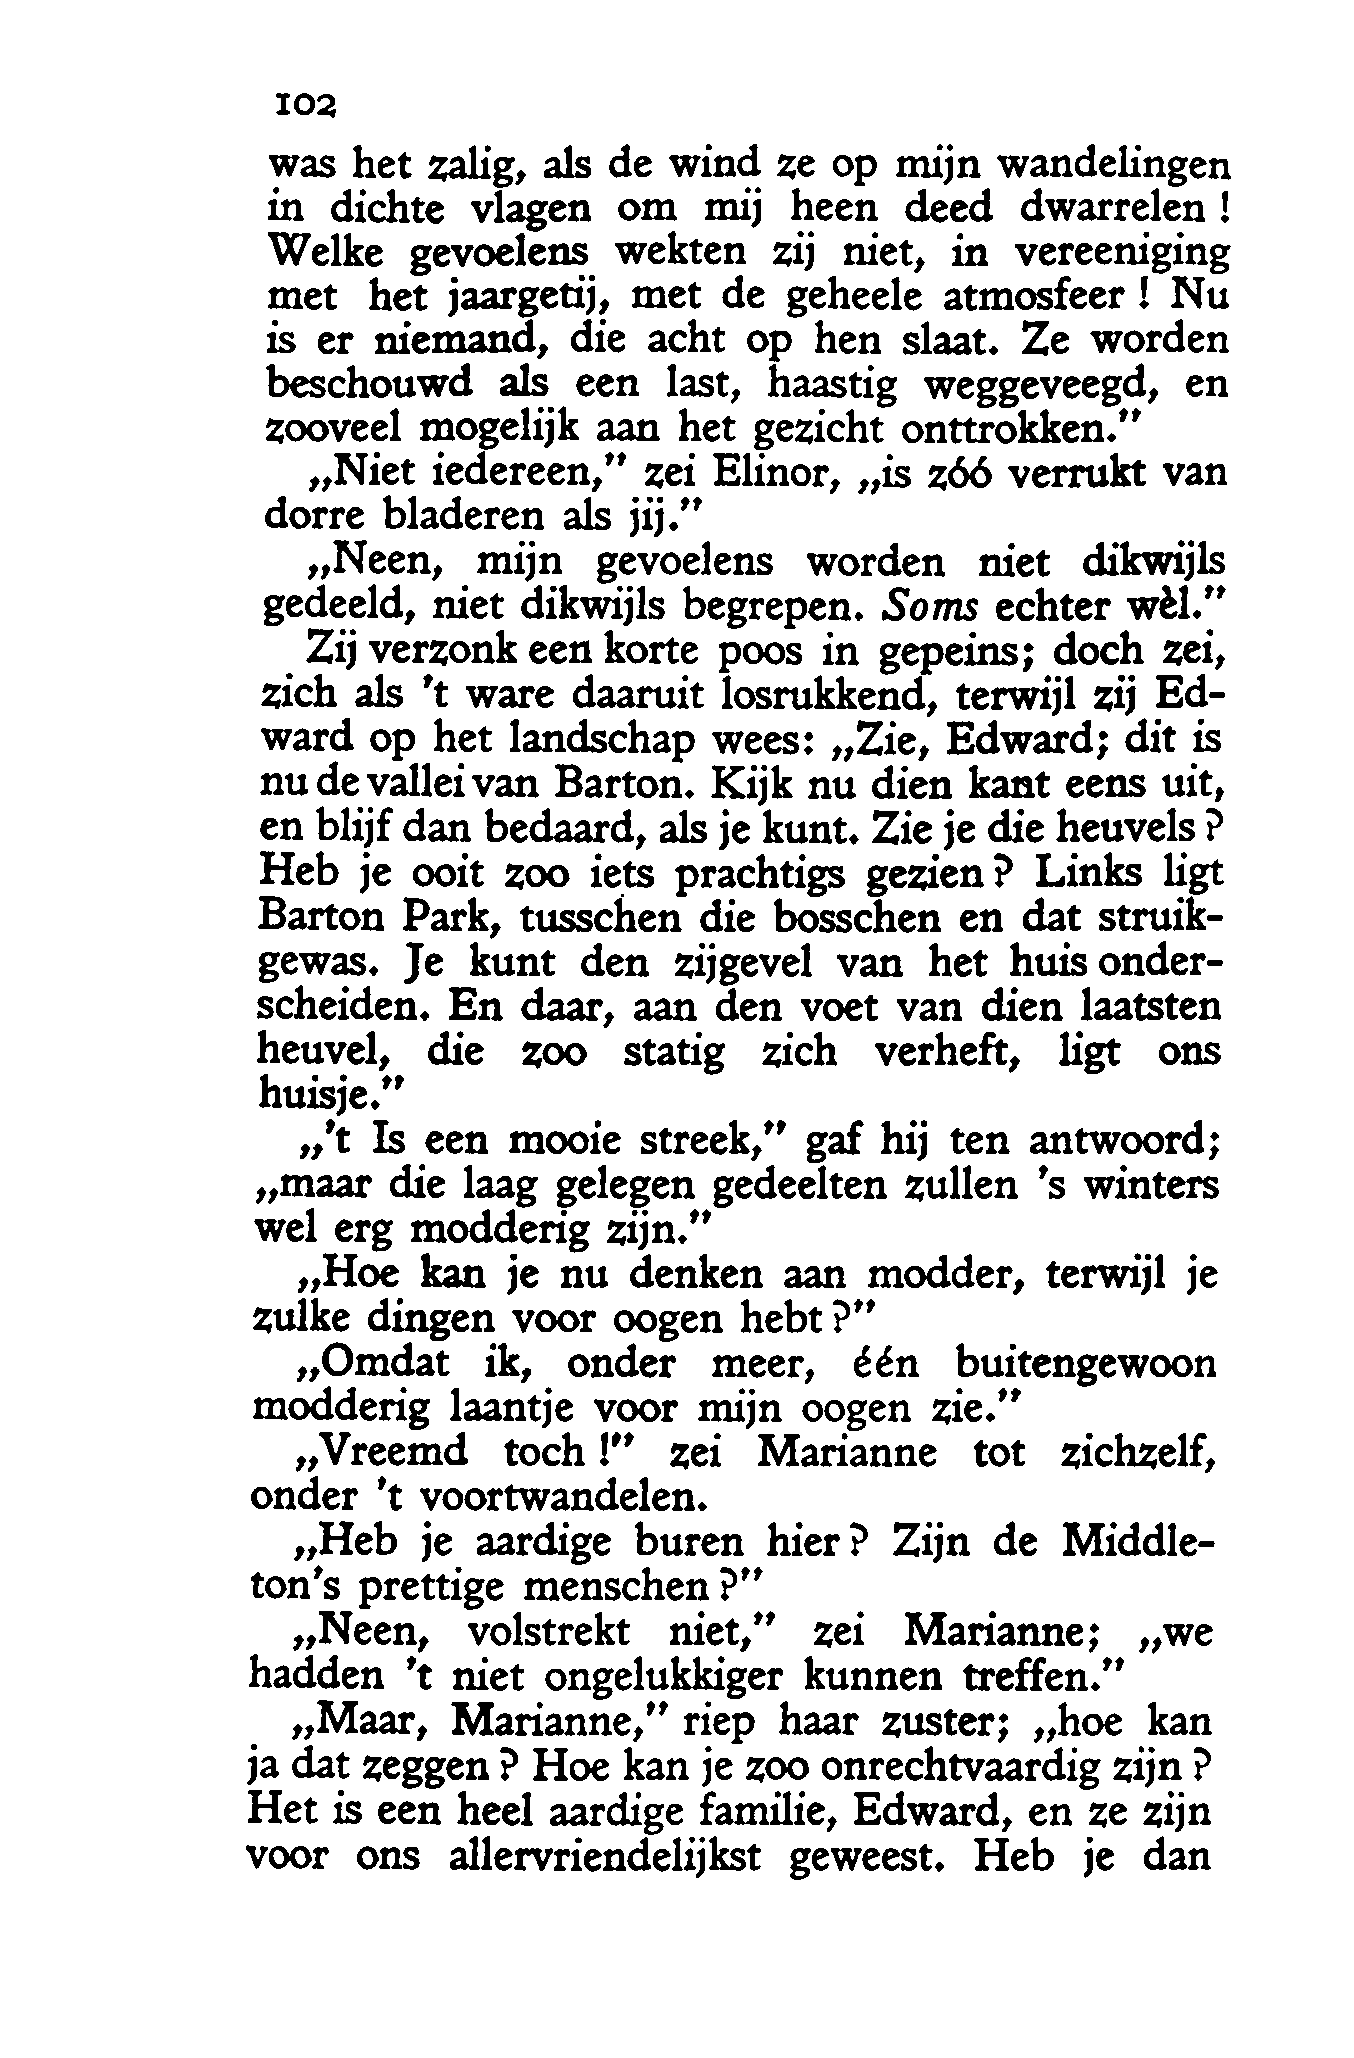 102
was het zalig, als de wind ze op mijn wandelingen
in dichte vlagen om mij heen deed dwarrelen !
Welke gevoelens wekten zij niet, in vereeniging
met het jaargetij, met de geheele atmosfeer ! Nu
is er niemand, die acht op hen slaat. Ze worden
beschouwd als een last, haastig weggeveegd, en
zooveel mogelijk aan het gezicht onttrokken.”
„Niet iedereen,” zei Elinor, „is zóó verrukt van
dorre bladeren als jij.”
„Neen, mijn gevoelens worden niet dikwijls
gedeeld, niet dikwijls begrepen. Soms echter wèl.”
Zij verzonk een korte poos in gepeins; doch zei,
zich als 't ware daaruit losrukkend, terwijl zij Ed-
ward op het landschap wees: „Zie, Edward; dit is
nu de vallei van Barton. Kijk nu dien kant eens uit,
en blijf dan bedaard, als je kunt. Zie je die heuvels ?
Heb je ooit zoo iets prachtigs gezien ? Links ligt
Barton Park, tusschen die bosschen en dat struik-
gewas. Je kunt den zijgevel van het huis onder-
scheiden. En daar, aan den voet van dien laatsten
heuvel, die zoo statig zich verheft, ligt ons
huisje.”
„'t Is een mooie streek,” gaf hij ten antwoord;
„maar die laag gelegen gedeelten zullen 's winters
wel erg modderig zijn.”
„Hoe kan je nu denken aan modder, terwijl je
zulke dingen voor oogen hebt ?”
„Omdat ik, onder meer, één buitengewoon
modderig laantje voor mijn oogen zie.”
„Vreemd toch !” zei Marianne tot zichzelf,
onder 't voortwandelen.
„Heb je aardige buren hier ? Zijn de Middle-
ton's prettige menschen ?”
„Neen, volstrekt niet,” zei Marianne; „we
hadden 't niet ongelukkiger kunnen treffen.”
„Maar, Marianne,” riep haar zuster; „hoe kan
ja dat zeggen ? Hoe kan je zoo onrechtvaardig zijn ?
Het is een heel aardige familie, Edward, en ze zijn
voor ons allervriendelijkst geweest. Heb je dan